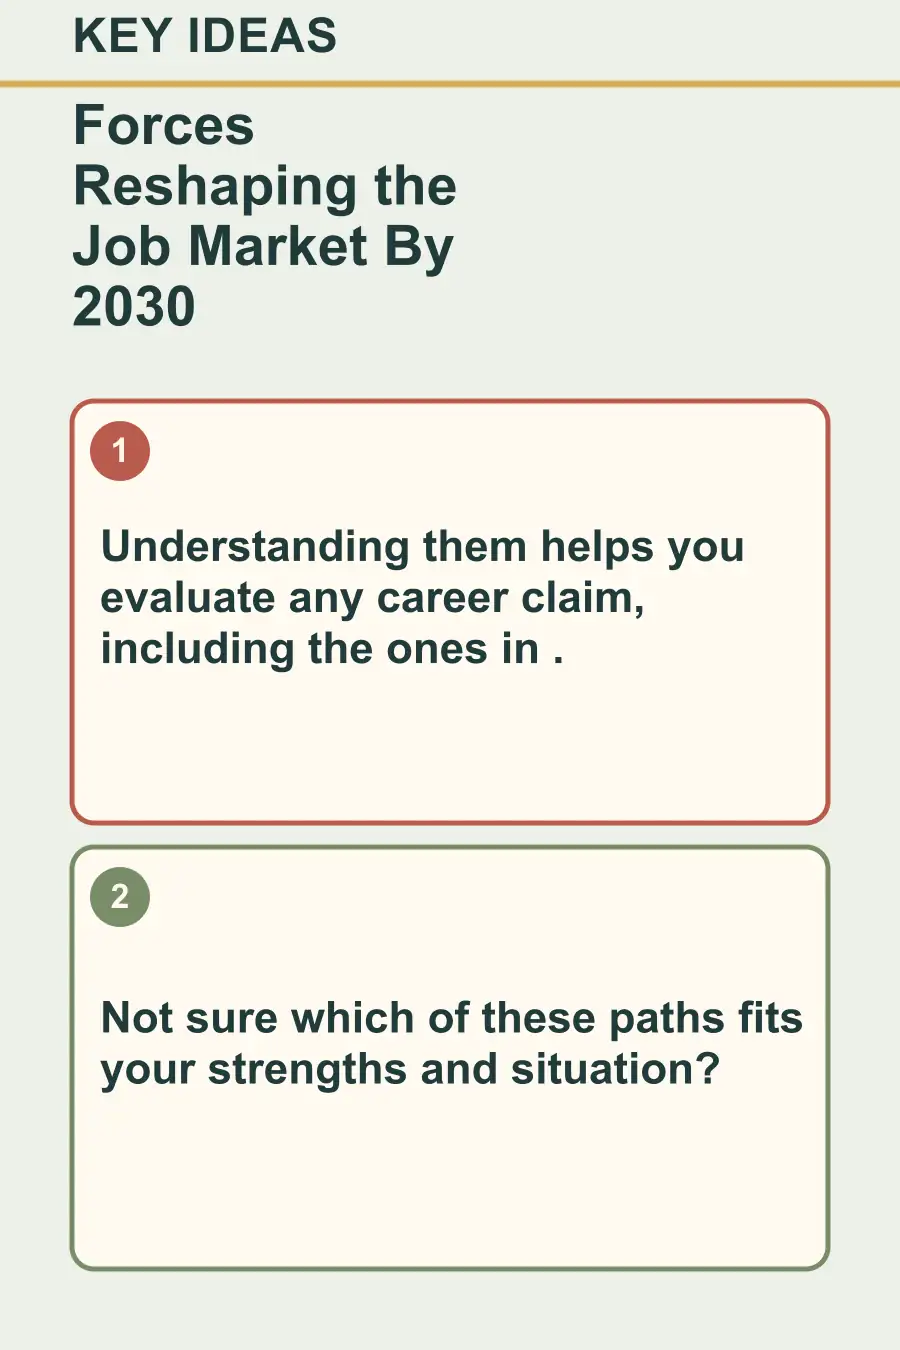 KEY IDEAS
Forces
Reshaping the
Job Market By
2030
1
Understanding them helps you
evaluate any career claim,
including the ones in .
2
Not sure which of these paths fits
your strengths and situation?